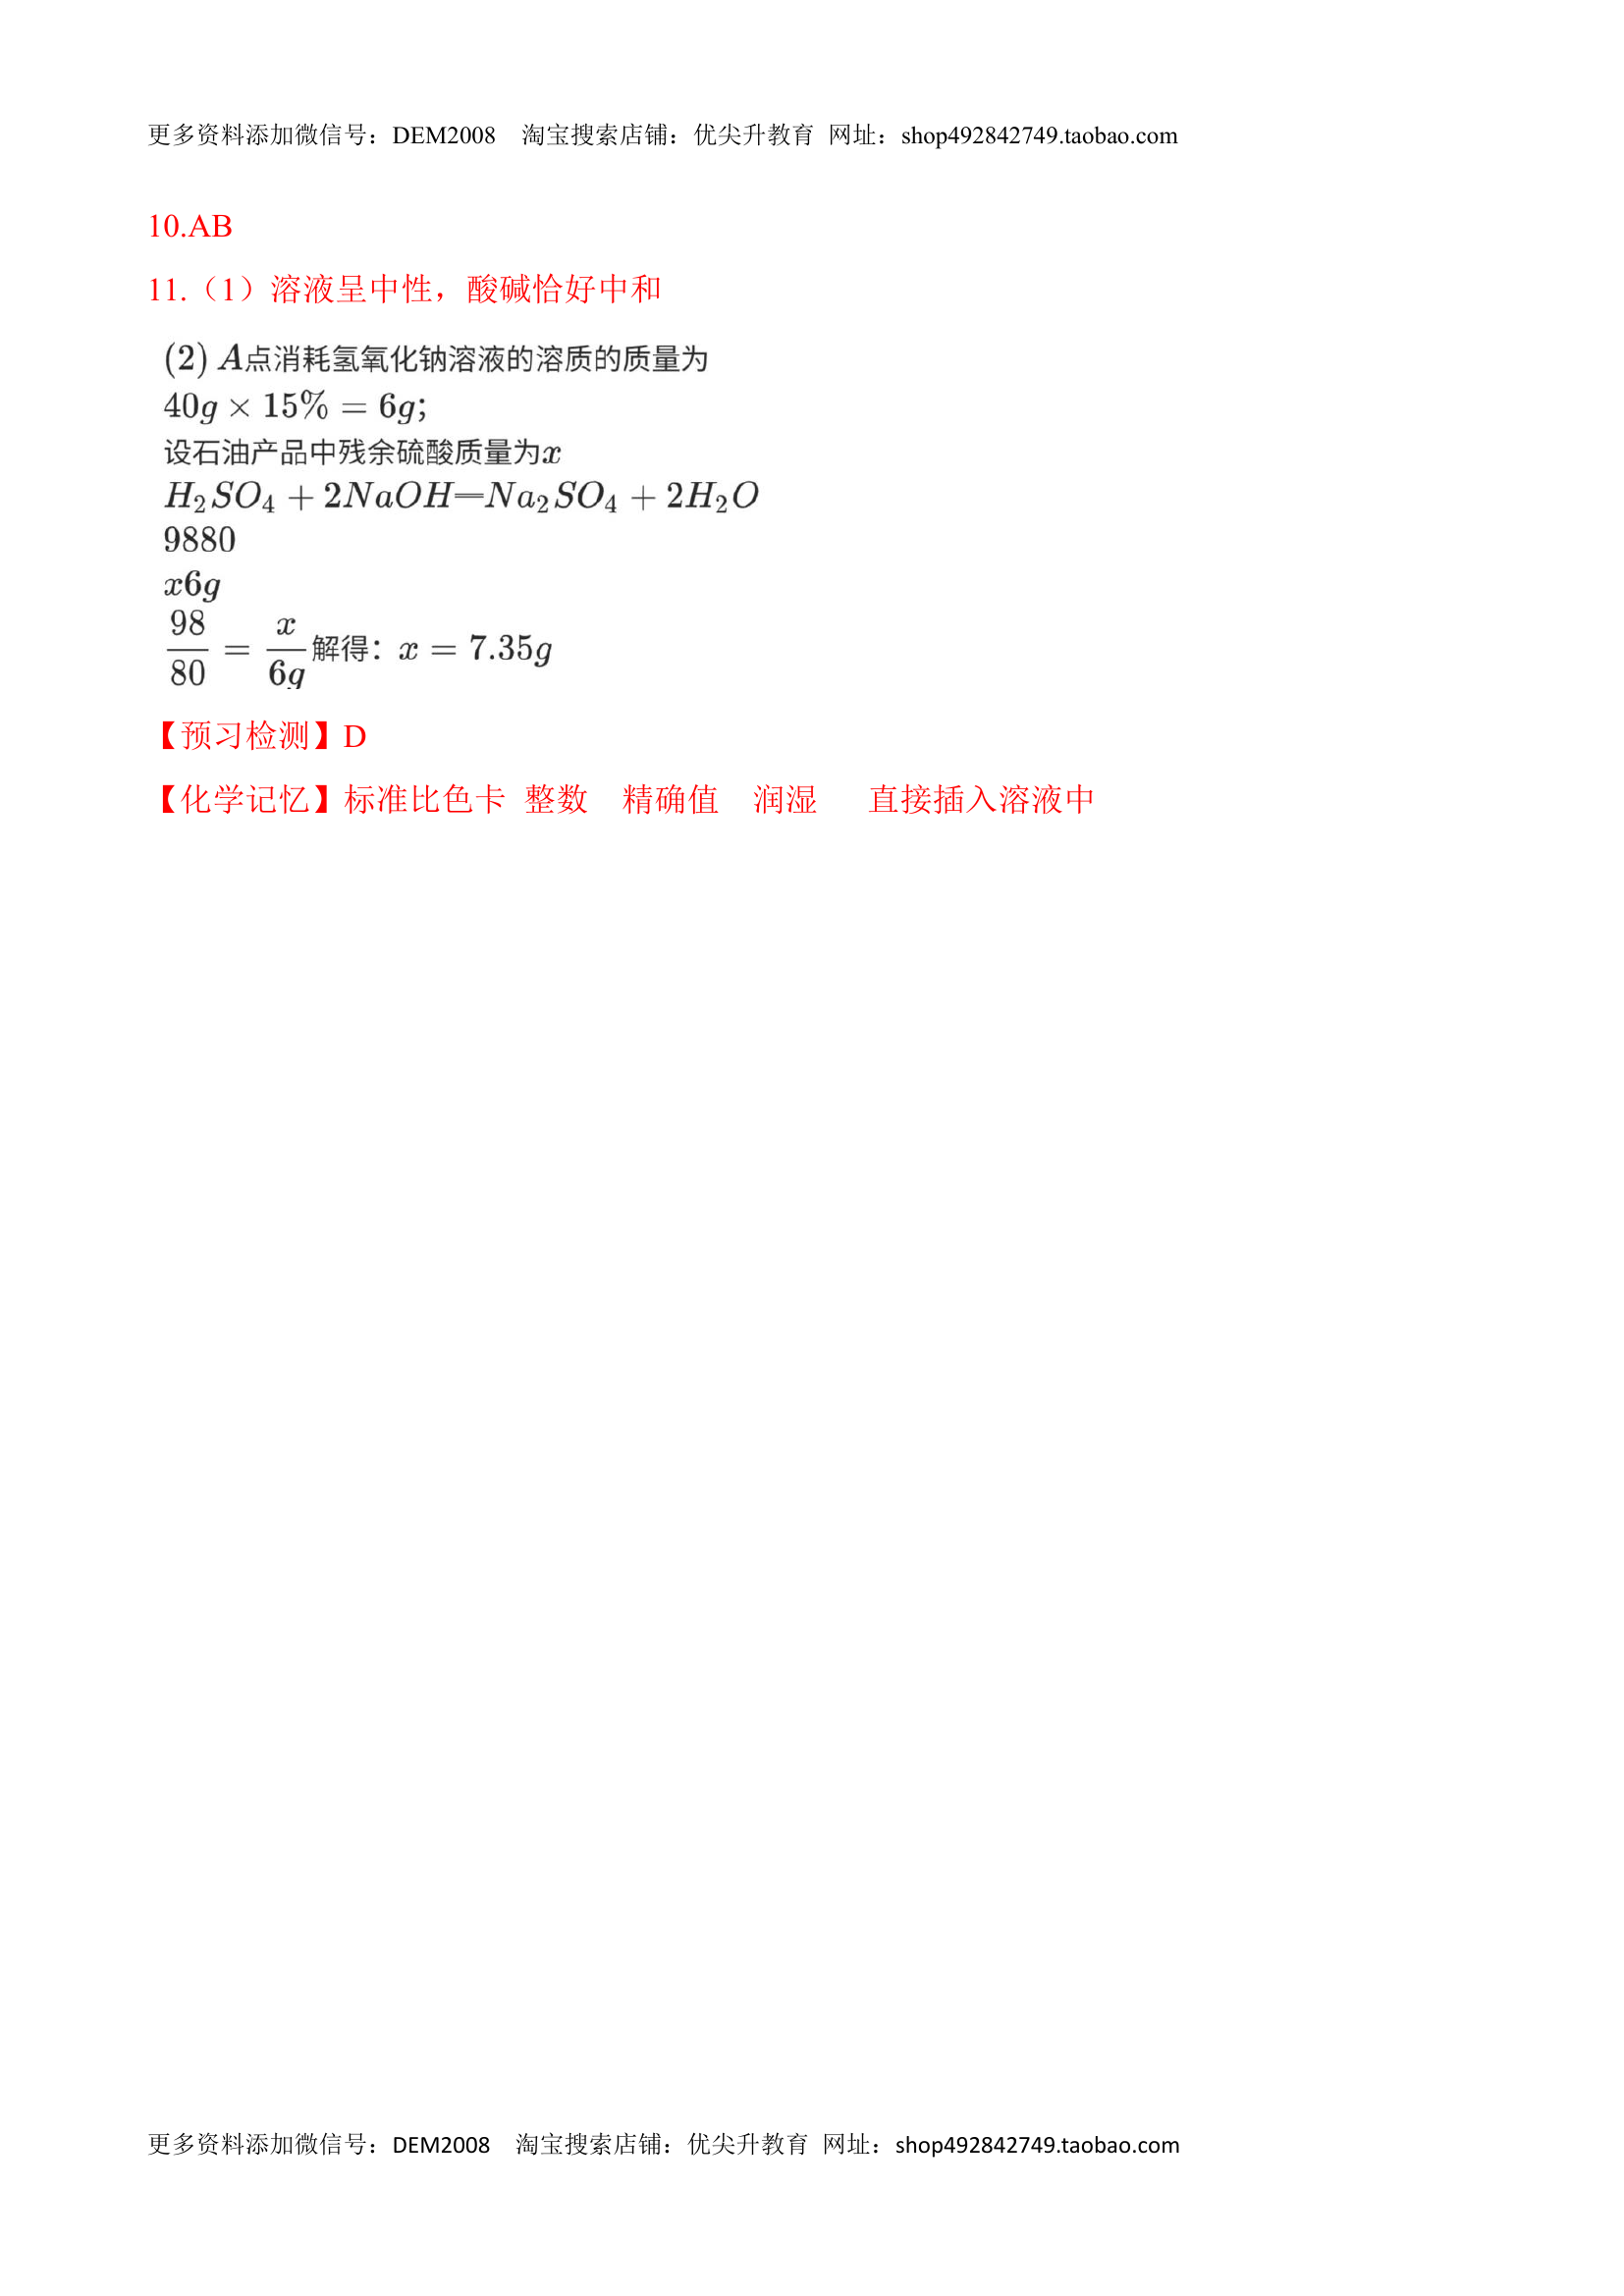 更多资料添加微信号：DEM2008 淘宝搜索店铺：优尖升教育 网址：shop492842749.taobao.com
10.AB
11.（1）溶液呈中性，酸碱恰好中和
(2) A点消耗氢氧化钠溶液的溶质的质量为
40g × 15% = 6g；
设石油产品中残余硫酸质量为x
H₂SO₄ + 2NaOH═Na₂SO₄ + 2H₂O
9880
x6g
98/80 = x/6g 解得：x = 7.35g
【预习检测】D
【化学记忆】标准比色卡 整数 精确值 润湿 直接插入溶液中
更多资料添加微信号：DEM2008 淘宝搜索店铺：优尖升教育 网址：shop492842749.taobao.com